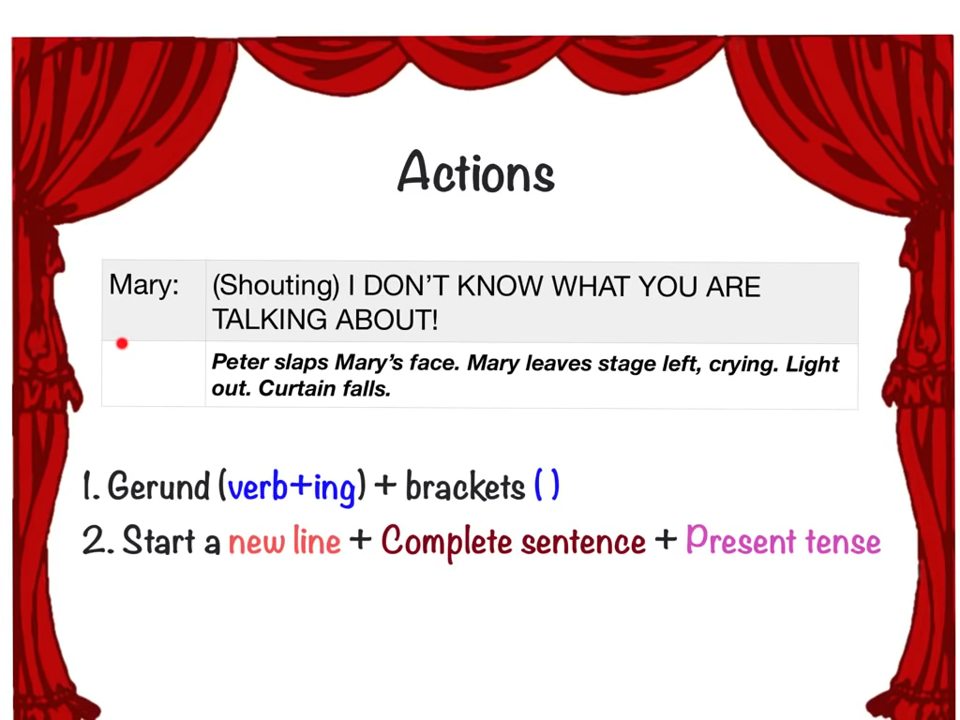 Actions
Mary: (Shouting) I DON'T KNOW WHAT YOU ARE
TALKING ABOUT!
Peter slaps Mary's face. Mary leaves stage left, crying. Light
out. Curtain falls.
1. Gerund (verb+ing) + brackets ( )
2. Start a new line + Complete sentence + Present tense